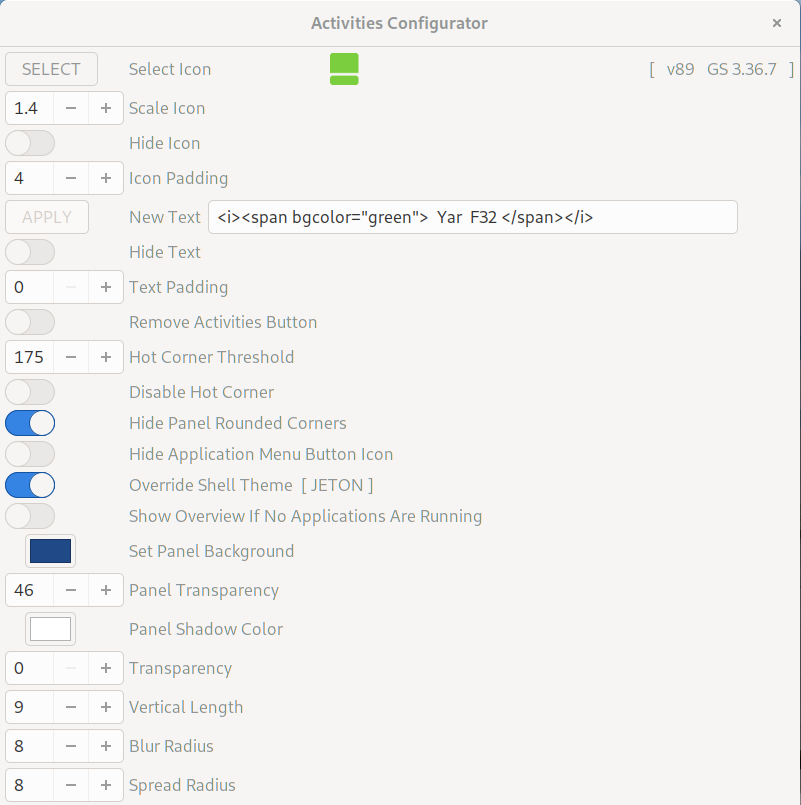 Activities Configurator ×
SELECT Select Icon [ v89 GS 3.36.7 ]
1.4 − + Scale Icon
Hide Icon
4 − + Icon Padding
APPLY New Text <i><span bgcolor="green">  Yar  F32 </span></i>
Hide Text
0 − + Text Padding
Remove Activities Button
175 − + Hot Corner Threshold
Disable Hot Corner
Hide Panel Rounded Corners
Hide Application Menu Button Icon
Override Shell Theme [ JETON ]
Show Overview If No Applications Are Running
Set Panel Background
46 − + Panel Transparency
Panel Shadow Color
0 − + Transparency
9 − + Vertical Length
8 − + Blur Radius
8 − + Spread Radius